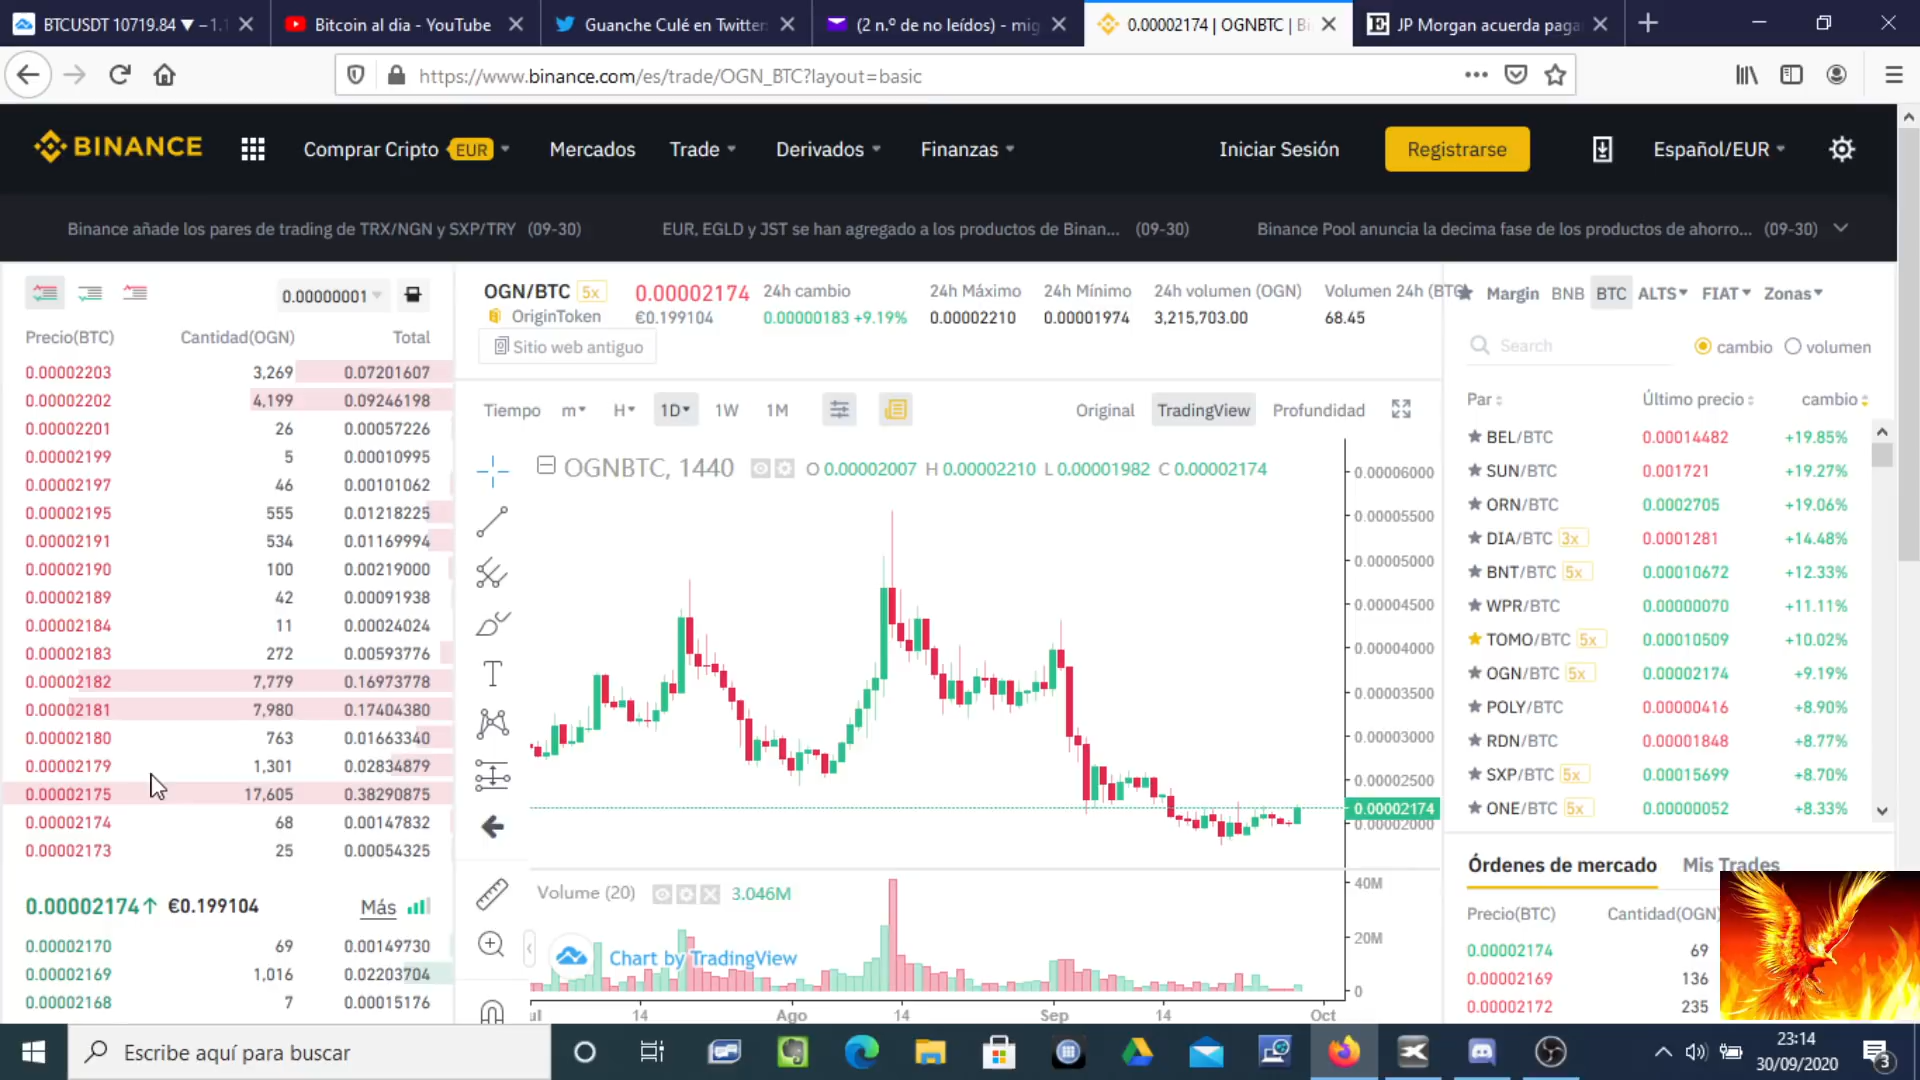 BTCUSDT 10719.84 ▼ −1.1
Bitcoin al dia - YouTube
Guanche Culé en Twitter:
(2 n.º de no leídos) - mig
0.00002174 | OGNBTC | Bi
JP Morgan acuerda paga
https://www.binance.com/es/trade/OGN_BTC?layout=basic
BINANCE
Comprar Cripto EUR
Mercados
Trade
Derivados
Finanzas
Iniciar Sesión
Registrarse
Español/EUR
Binance añade los pares de trading de TRX/NGN y SXP/TRY (09-30)
EUR, EGLD y JST se han agregado a los productos de Binan... (09-30)
Binance Pool anuncia la decima fase de los productos de ahorro... (09-30)
0.00000001
Precio(BTC) Cantidad(OGN) Total
0.00002203 3,269 0.07201607
0.00002202 4,199 0.09246198
0.00002201 26 0.00057226
0.00002199 5 0.00010995
0.00002197 46 0.00101062
0.00002195 555 0.01218225
0.00002191 534 0.01169994
0.00002190 100 0.00219000
0.00002189 42 0.00091938
0.00002184 11 0.00024024
0.00002183 272 0.00593776
0.00002182 7,779 0.16973778
0.00002181 7,980 0.17404380
0.00002180 763 0.01663340
0.00002179 1,301 0.02834879
0.00002175 17,605 0.38290875
0.00002174 68 0.00147832
0.00002173 25 0.00054325
0.00002174↑ €0.199104 Más
0.00002170 69 0.00149730
0.00002169 1,016 0.02203704
0.00002168 7 0.00015176
OGN/BTC 5x
OriginToken
Sitio web antiguo
0.00002174
€0.199104
24h cambio
0.00000183 +9.19%
24h Máximo
0.00002210
24h Mínimo
0.00001974
24h volumen (OGN)
3,215,703.00
Volumen 24h (BTC
68.45
Tiempo m H 1D 1W 1M
Original TradingView Profundidad
OGNBTC, 1440 O 0.00002007 H 0.00002210 L 0.00001982 C 0.00002174
0.00006000
0.00005500
0.00005000
0.00004500
0.00004000
0.00003500
0.00003000
0.00002500
0.00002174
0.00002000
Volume (20) 3.046M
40M
20M
0
Chart by TradingView
ul 14 Ago 14 Sep 14 Oct
Margin BNB BTC ALTS FIAT Zonas
Search
cambio volumen
Par Último precio cambio
BEL/BTC 0.00014482 +19.85%
SUN/BTC 0.001721 +19.27%
ORN/BTC 0.0002705 +19.06%
DIA/BTC 3x 0.0001281 +14.48%
BNT/BTC 5x 0.00010672 +12.33%
WPR/BTC 0.00000070 +11.11%
TOMO/BTC 5x 0.00010509 +10.02%
OGN/BTC 5x 0.00002174 +9.19%
POLY/BTC 0.00000416 +8.90%
RDN/BTC 0.00001848 +8.77%
SXP/BTC 5x 0.00015699 +8.70%
ONE/BTC 5x 0.00000052 +8.33%
Órdenes de mercado Mis Trades
Precio(BTC) Cantidad(OGN)
0.00002174 69
0.00002169 136
0.00002172 235
Escribe aquí para buscar
23:14
30/09/2020
3